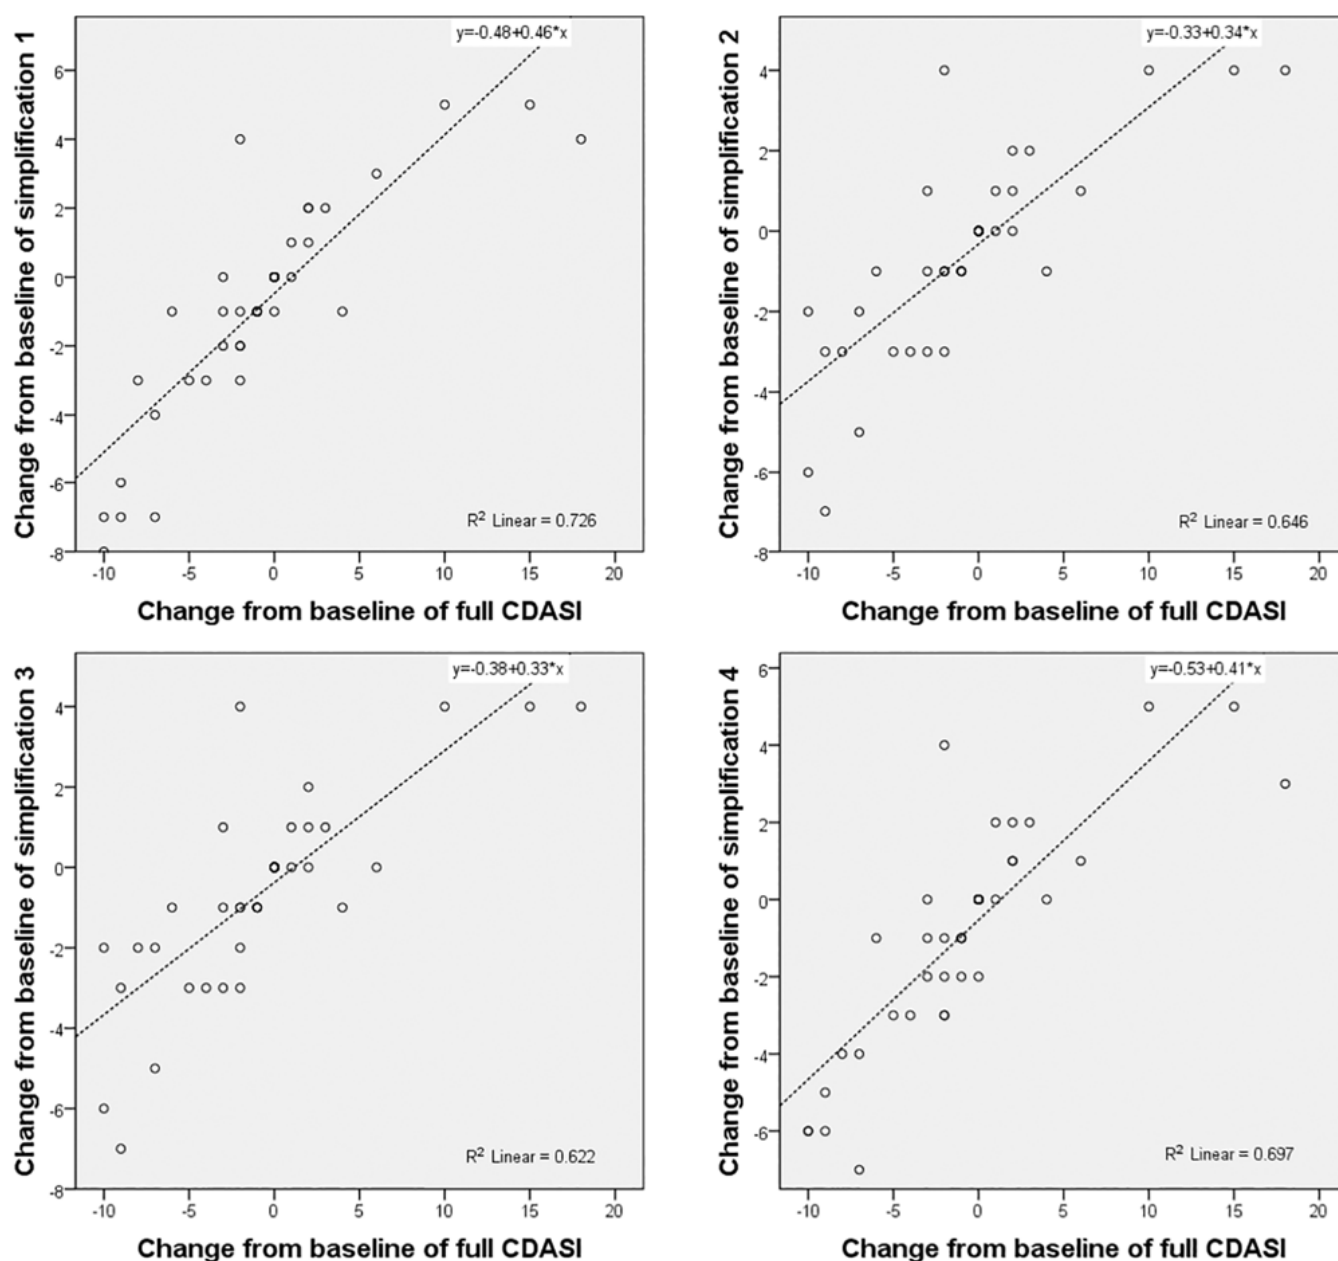 Change from baseline of simplification 1
y=-0.48+0.46*x
6
4
2
0
-2
-4
-6
-8
R² Linear = 0.726
-10 -5 0 5 10 15 20
Change from baseline of full CDASI
Change from baseline of simplification 2
y=-0.33+0.34*x
4
2
0
-2
-4
-6
-8
R² Linear = 0.646
-10 -5 0 5 10 15 20
Change from baseline of full CDASI
Change from baseline of simplification 3
y=-0.38+0.33*x
4
2
0
-2
-4
-6
-8
R² Linear = 0.622
-10 -5 0 5 10 15 20
Change from baseline of full CDASI
Change from baseline of simplification 4
y=-0.53+0.41*x
6
4
2
0
-2
-4
-6
R² Linear = 0.697
-10 -5 0 5 10 15 20
Change from baseline of full CDASI